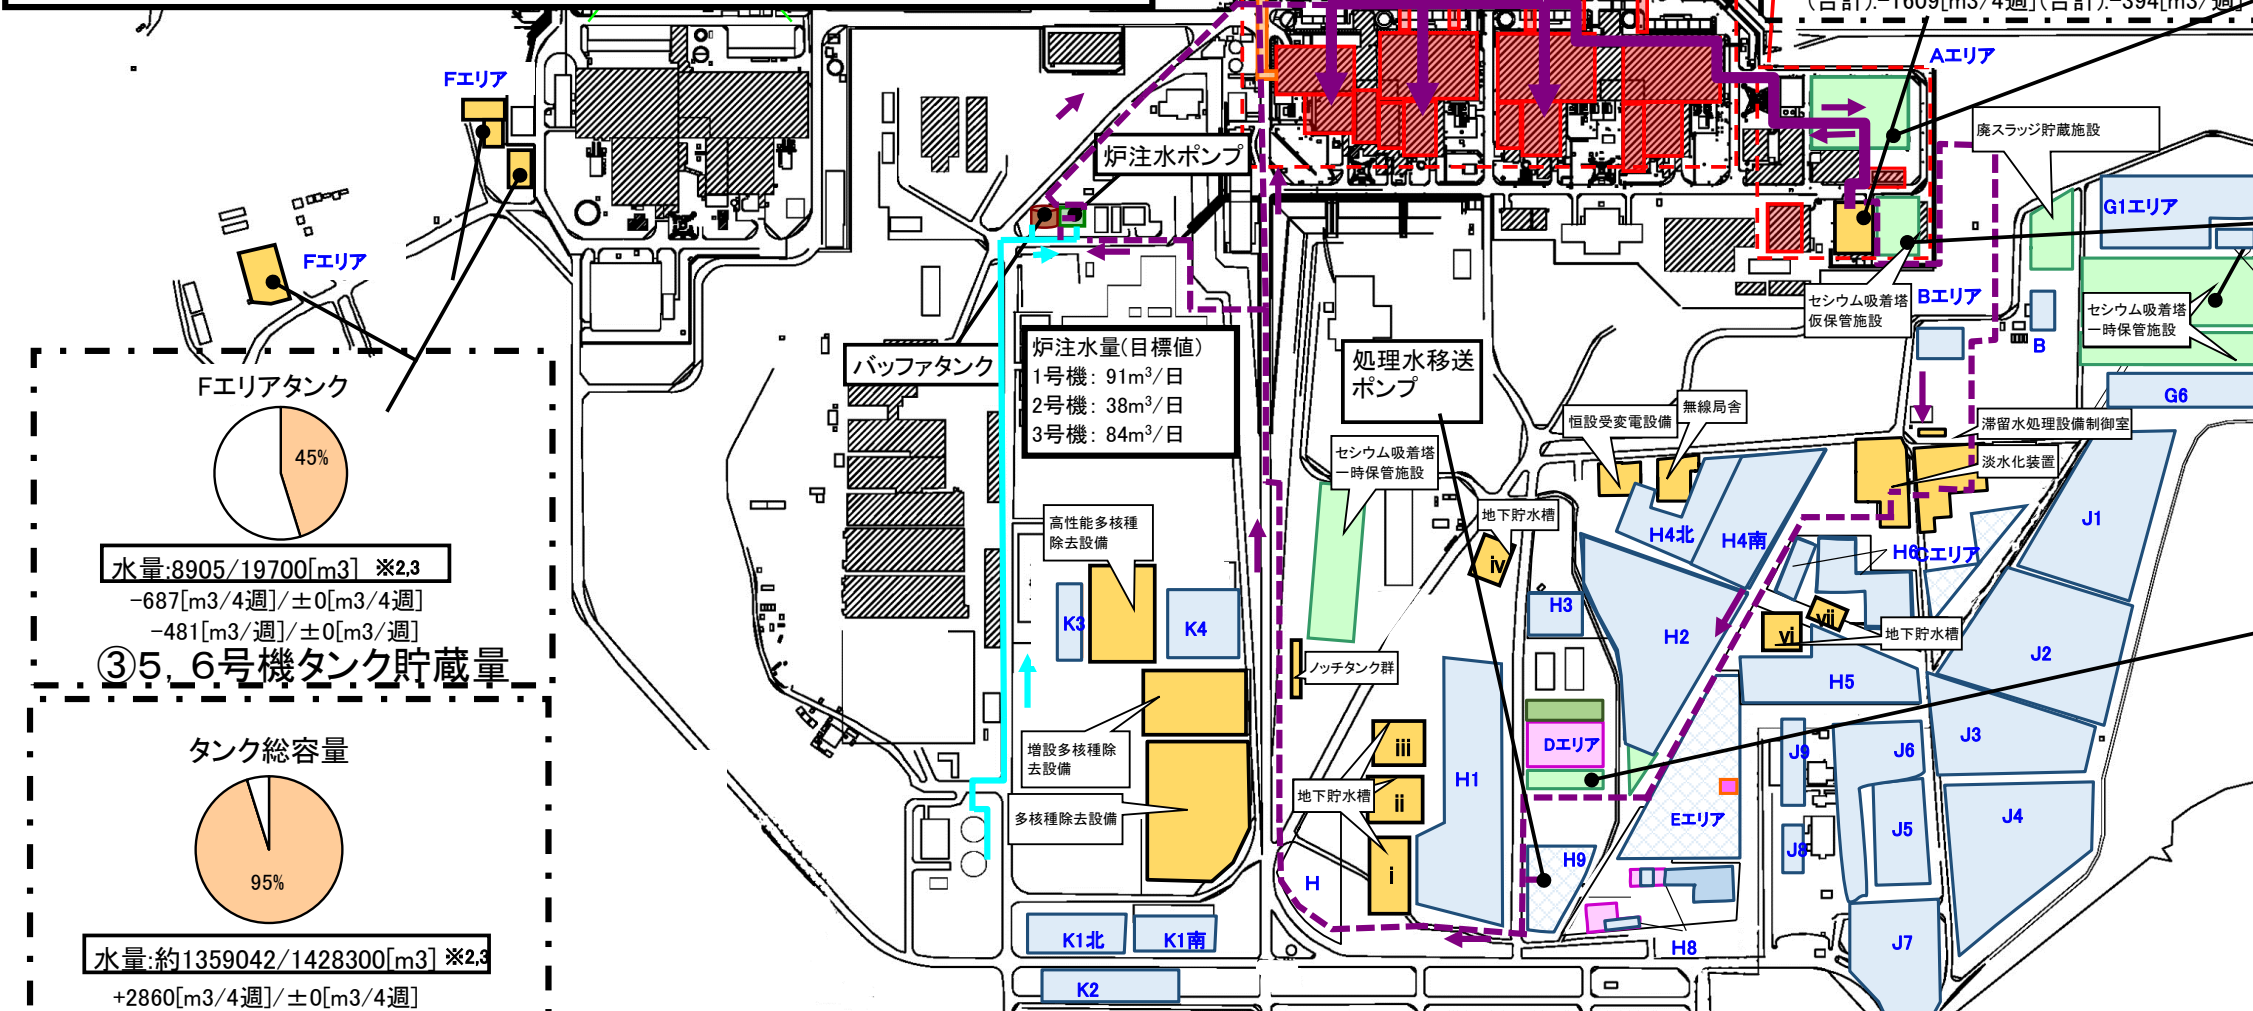 (合計):-1609[m3/4週](合計):-394[m3/週]
Aエリア
Fエリア
廃スラッジ貯蔵施設
炉注水ポンプ
G1エリア
Fエリア
セシウム吸着塔
仮保管施設
Bエリア
セシウム吸着塔
一時保管施設
B
Fエリアタンク
45%
水量:8905/19700[m3] ※2,3
-687[m3/4週]/±0[m3/4週]
-481[m3/週]/±0[m3/週]
③5, 6号機タンク貯蔵量
バッファタンク
炉注水量(目標値)
1号機: 91m³/日
2号機: 38m³/日
3号機: 84m³/日
処理水移送
ポンプ
G6
恒設受変電設備
無線局舎
滞留水処理設備制御室
淡水化装置
セシウム吸着塔
一時保管施設
地下貯水槽
高性能多核種
除去設備
H4北
H4南
H6
Cエリア
J1
iv
K3
K4
H3
H2
vi
vii
地下貯水槽
J2
ノッチタンク群
H5
増設多核種除
去設備
iii
Dエリア
J9
J6
J3
地下貯水槽
ii
H1
多核種除去設備
Eエリア
J5
J4
J8
H
i
H9
K1北
K1南
H8
J7
K2
タンク総容量
95%
水量:約1359042/1428300[m3] ※2,3
+2860[m3/4週]/±0[m3/4週]